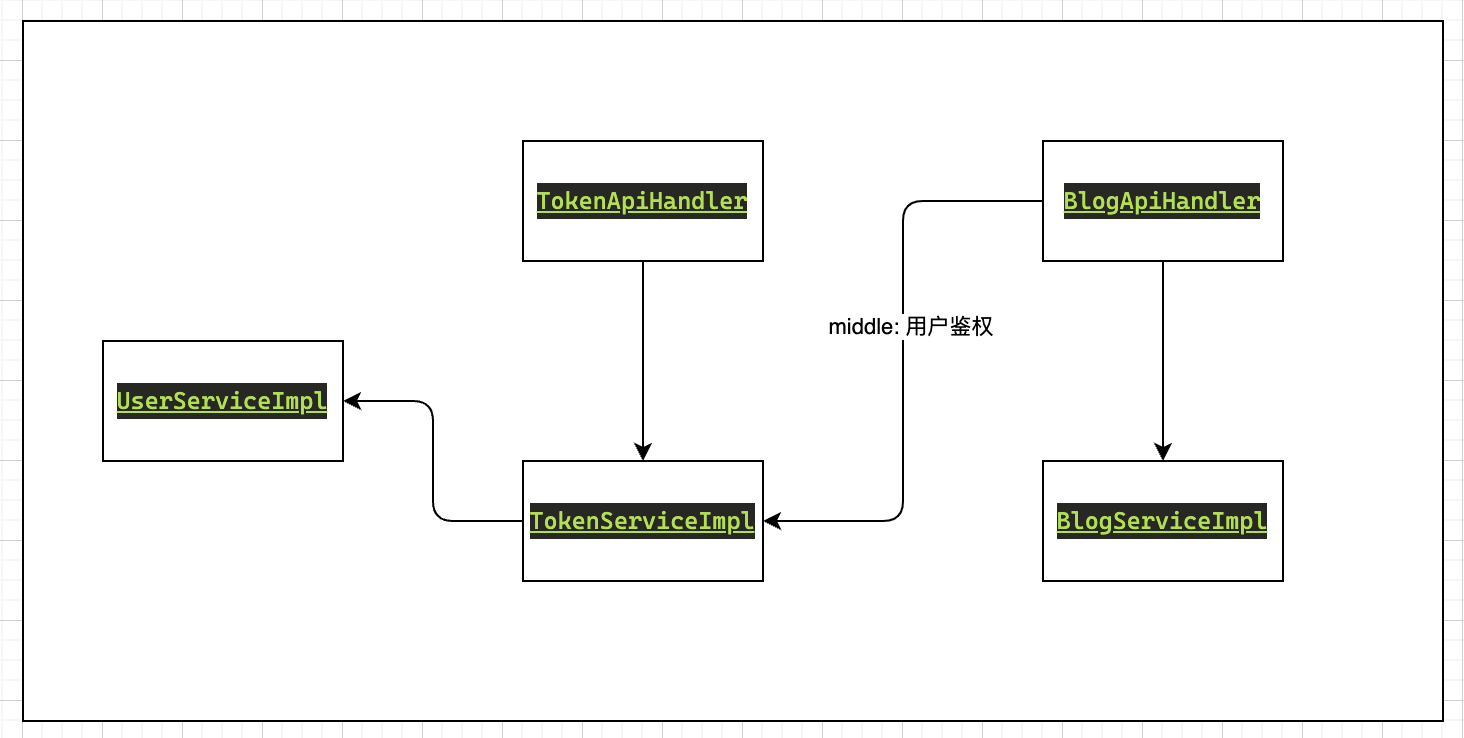 TokenApiHandler
BlogApiHandler
middle: 用户鉴权
UserServiceImpl
TokenServiceImpl
BlogServiceImpl